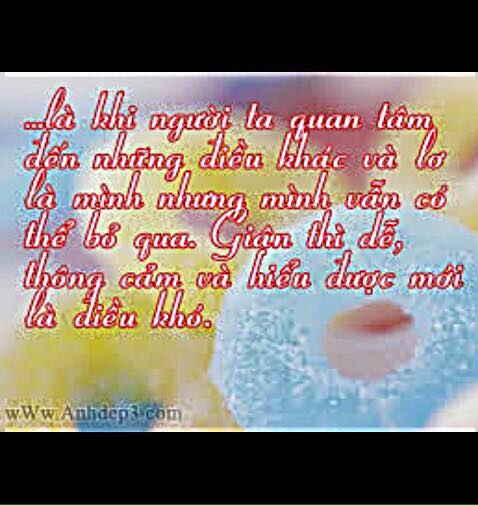 ...là khi người ta quan tâm
đến những điều khác và lơ
là mình nhưng mình vẫn có
thể bỏ qua. Giận thì dễ,
thông cảm và hiểu được mới
là điều khó.
wWw.Anhdep3.com